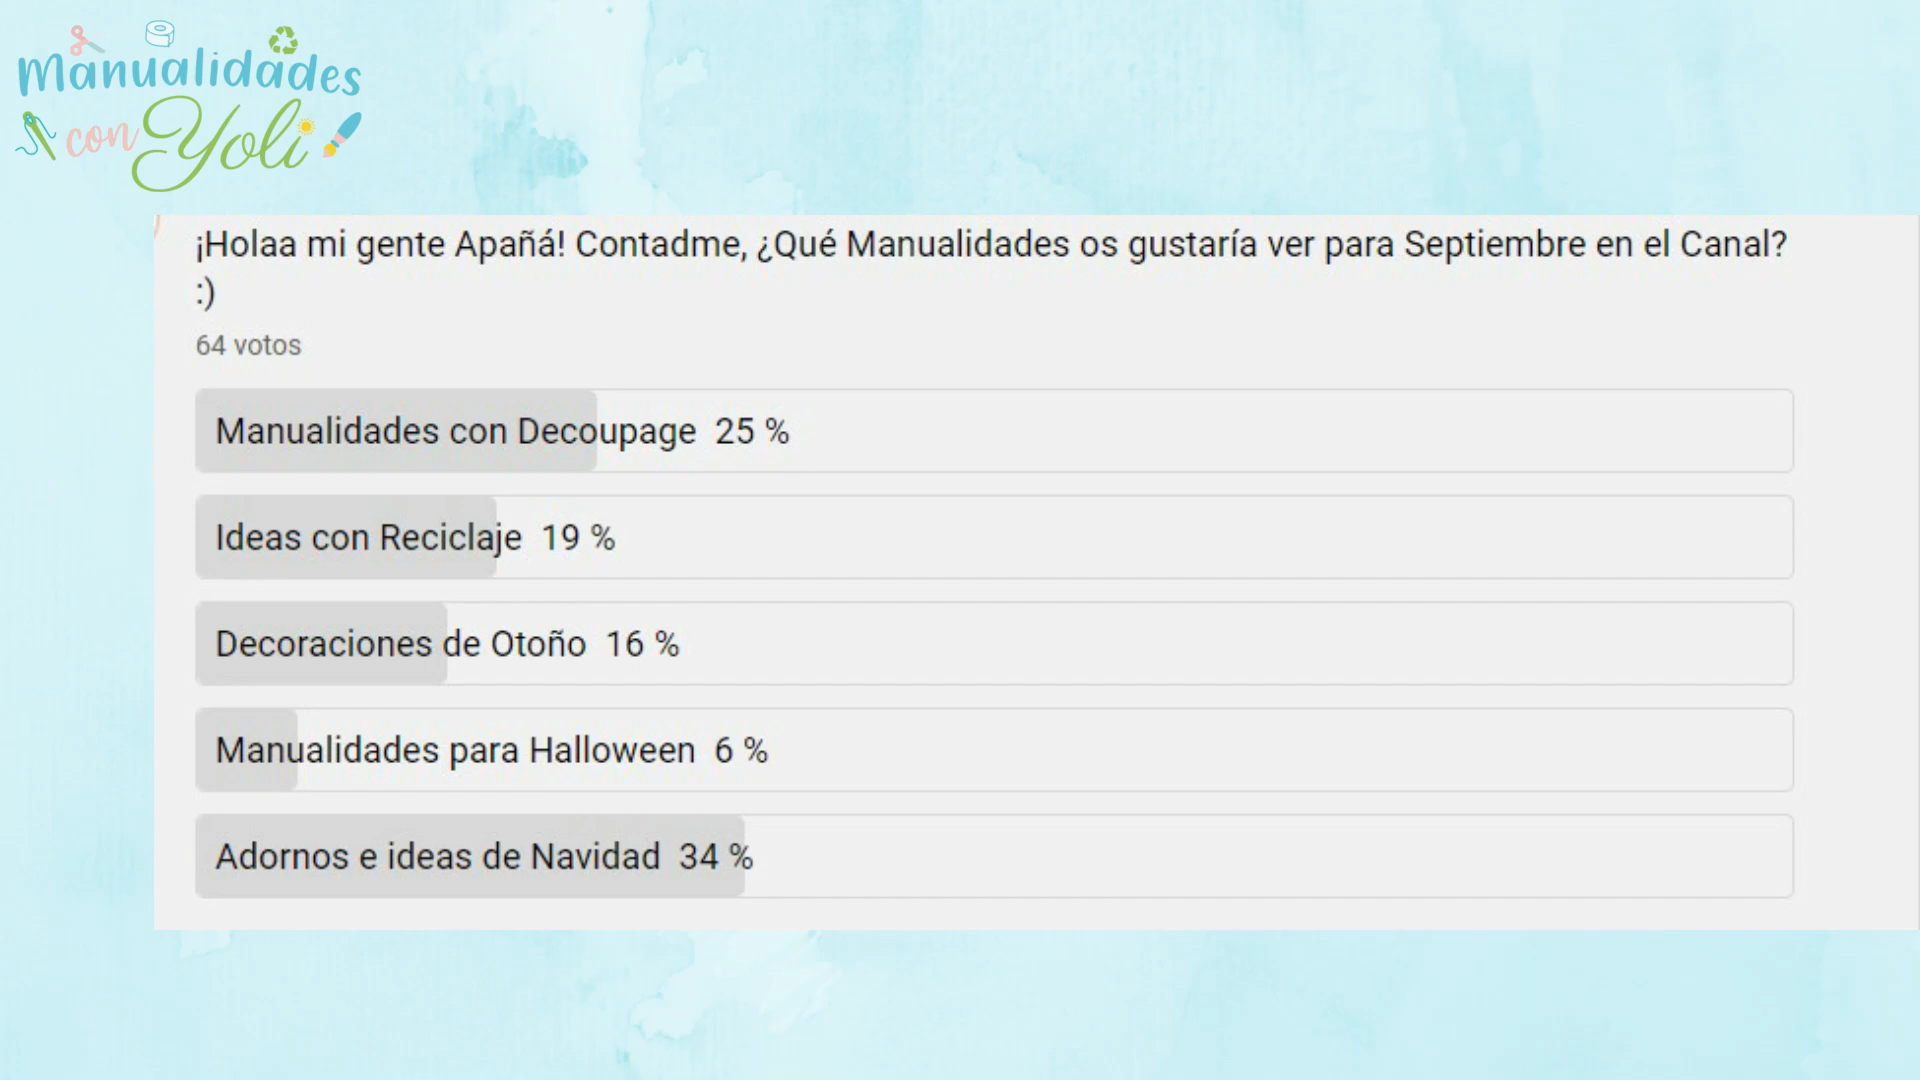 Manualidades
con Yoli
¡Holaa mi gente Apañá! Contadme, ¿Qué Manualidades os gustaría ver para Septiembre en el Canal?
:)
64 votos
Manualidades con Decoupage 25 %
Ideas con Reciclaje 19 %
Decoraciones de Otoño 16 %
Manualidades para Halloween 6 %
Adornos e ideas de Navidad 34 %